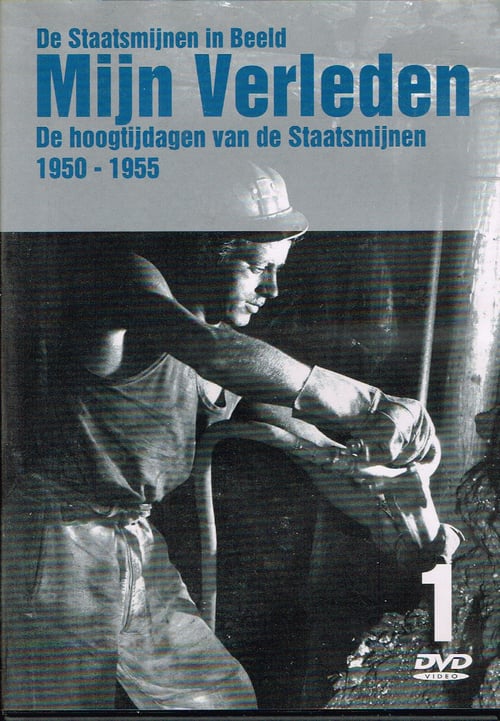 De Staatsmijnen in Beeld
Mijn Verleden
De hoogtijdagen van de Staatsmijnen
1950 - 1955
1
DVD
VIDEO